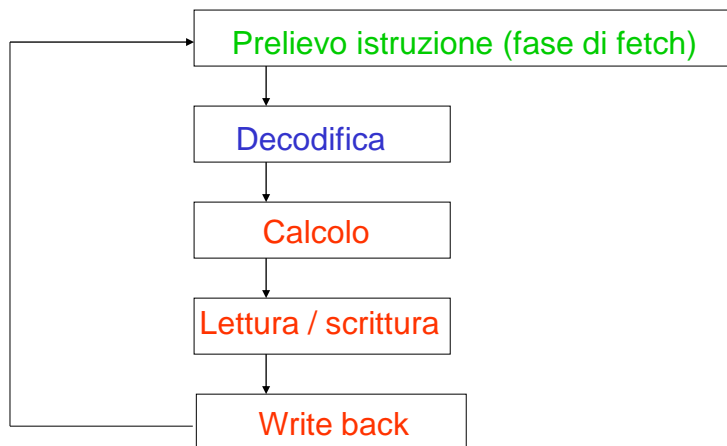 Prelievo istruzione (fase di fetch)
Decodifica
Calcolo
Lettura / scrittura
Write back